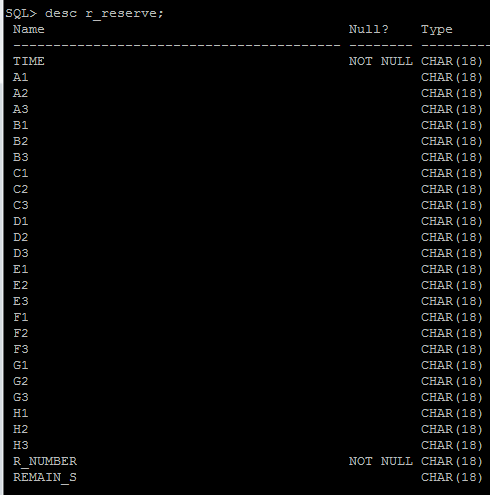 SQL> desc r_reserve;
Name Null? Type
----------------------------------------- -------- ---------
TIME NOT NULL CHAR(18)
A1 CHAR(18)
A2 CHAR(18)
A3 CHAR(18)
B1 CHAR(18)
B2 CHAR(18)
B3 CHAR(18)
C1 CHAR(18)
C2 CHAR(18)
C3 CHAR(18)
D1 CHAR(18)
D2 CHAR(18)
D3 CHAR(18)
E1 CHAR(18)
E2 CHAR(18)
E3 CHAR(18)
F1 CHAR(18)
F2 CHAR(18)
F3 CHAR(18)
G1 CHAR(18)
G2 CHAR(18)
G3 CHAR(18)
H1 CHAR(18)
H2 CHAR(18)
H3 CHAR(18)
R_NUMBER NOT NULL CHAR(18)
REMAIN_S CHAR(18)